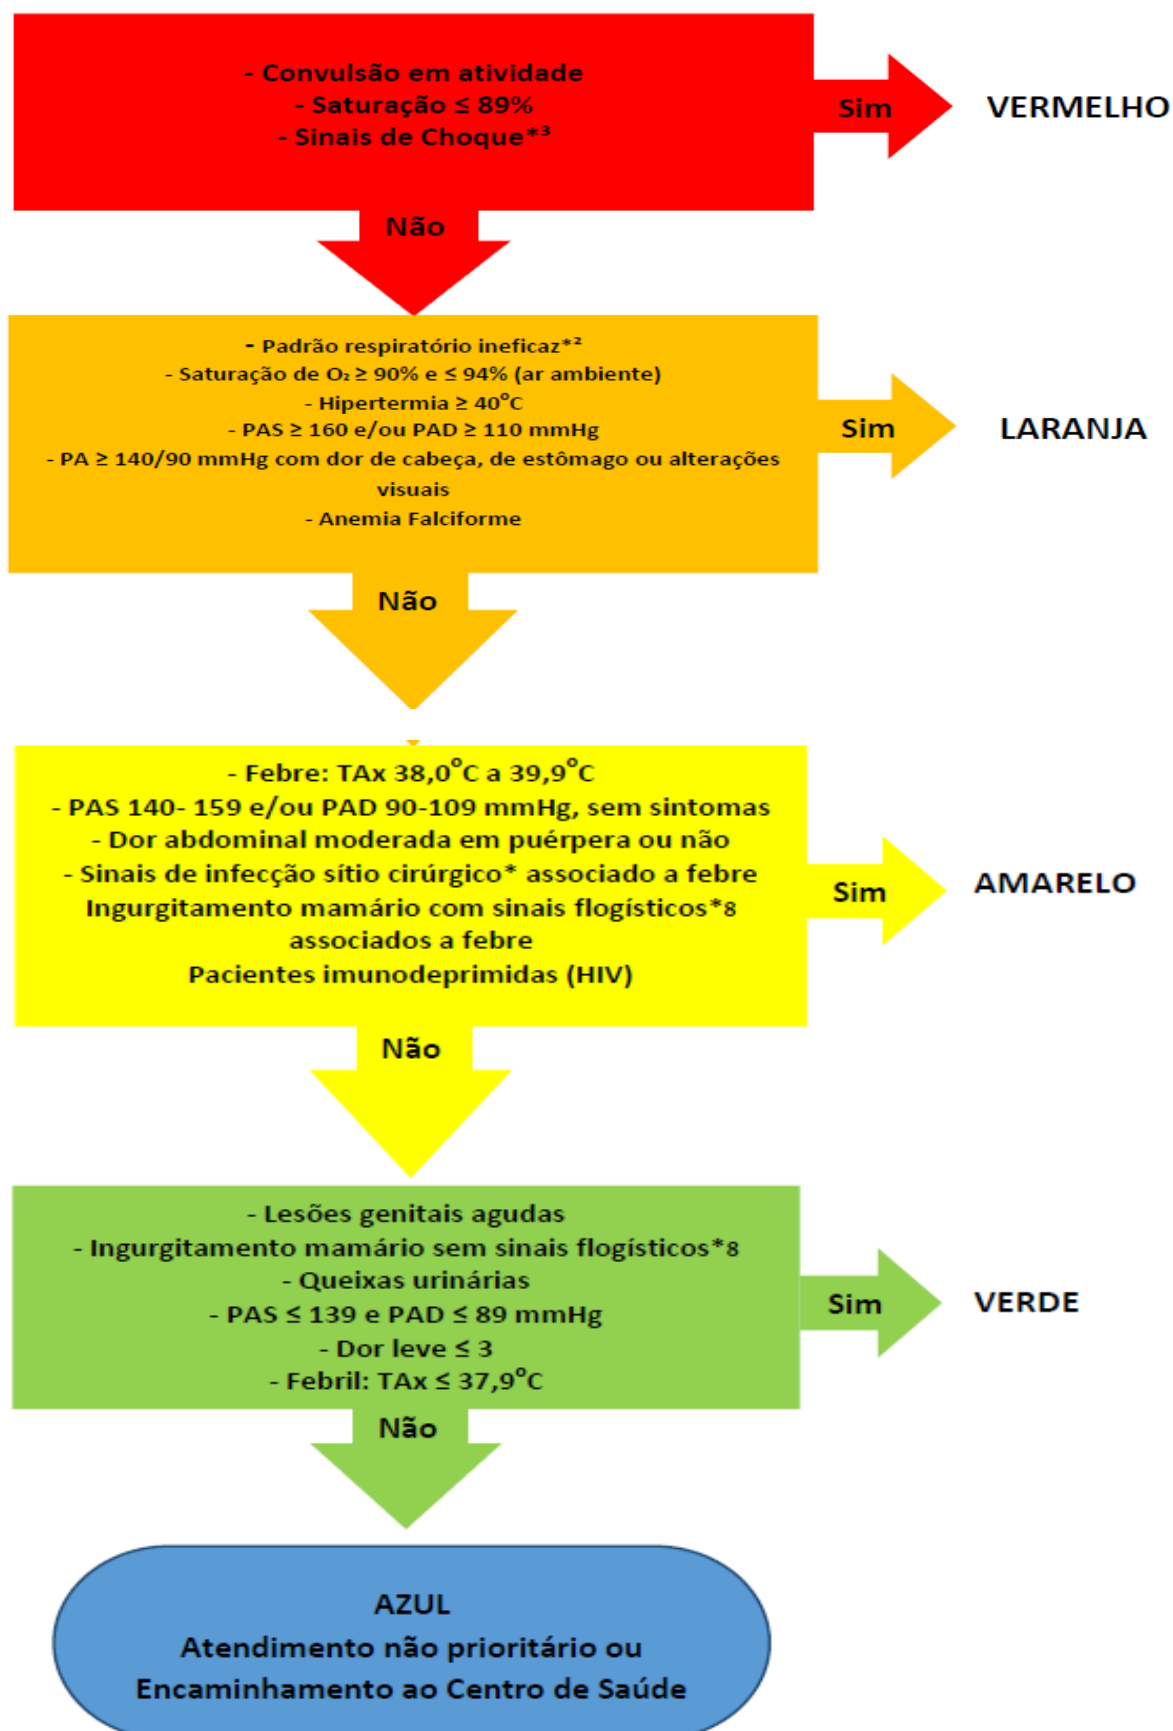 - Convulsão em atividade
- Saturação ≤ 89%
- Sinais de Choque*³
Sim
VERMELHO
Não
- Padrão respiratório ineficaz*²
- Saturação de O₂ ≥ 90% e ≤ 94% (ar ambiente)
- Hipertermia ≥ 40°C
- PAS ≥ 160 e/ou PAD ≥ 110 mmHg
- PA ≥ 140/90 mmHg com dor de cabeça, de estômago ou alterações
visuais
- Anemia Falciforme
Sim
LARANJA
Não
- Febre: TAx 38,0°C a 39,9°C
- PAS 140- 159 e/ou PAD 90-109 mmHg, sem sintomas
- Dor abdominal moderada em puérpera ou não
- Sinais de infecção sítio cirúrgico* associado a febre
Ingurgitamento mamário com sinais flogísticos*8
associados a febre
Pacientes imunodeprimidas (HIV)
Sim
AMARELO
Não
- Lesões genitais agudas
- Ingurgitamento mamário sem sinais flogísticos*8
- Queixas urinárias
- PAS ≤ 139 e PAD ≤ 89 mmHg
- Dor leve ≤ 3
- Febril: TAx ≤ 37,9°C
Sim
VERDE
Não
AZUL
Atendimento não prioritário ou
Encaminhamento ao Centro de Saúde